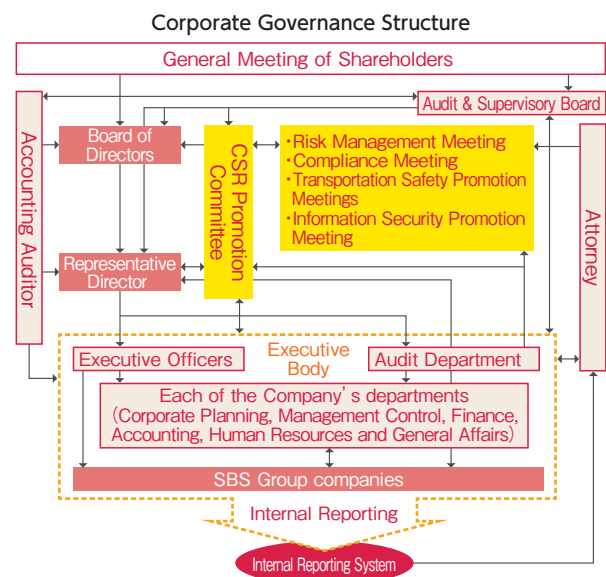 Corporate Governance Structure
General Meeting of Shareholders
Audit & Supervisory Board
Accounting Auditor
Board of
Directors
CSR Promotion
Committee
・Risk Management Meeting
・Compliance Meeting
・Transportation Safety Promotion
Meetings
・Information Security Promotion
Meeting
Attorney
Representative
Director
Executive Officers
Executive
Body
Audit Department
Each of the Company's departments
(Corporate Planning, Management Control, Finance,
Accounting, Human Resources and General Affairs)
SBS Group companies
Internal Reporting
Internal Reporting System